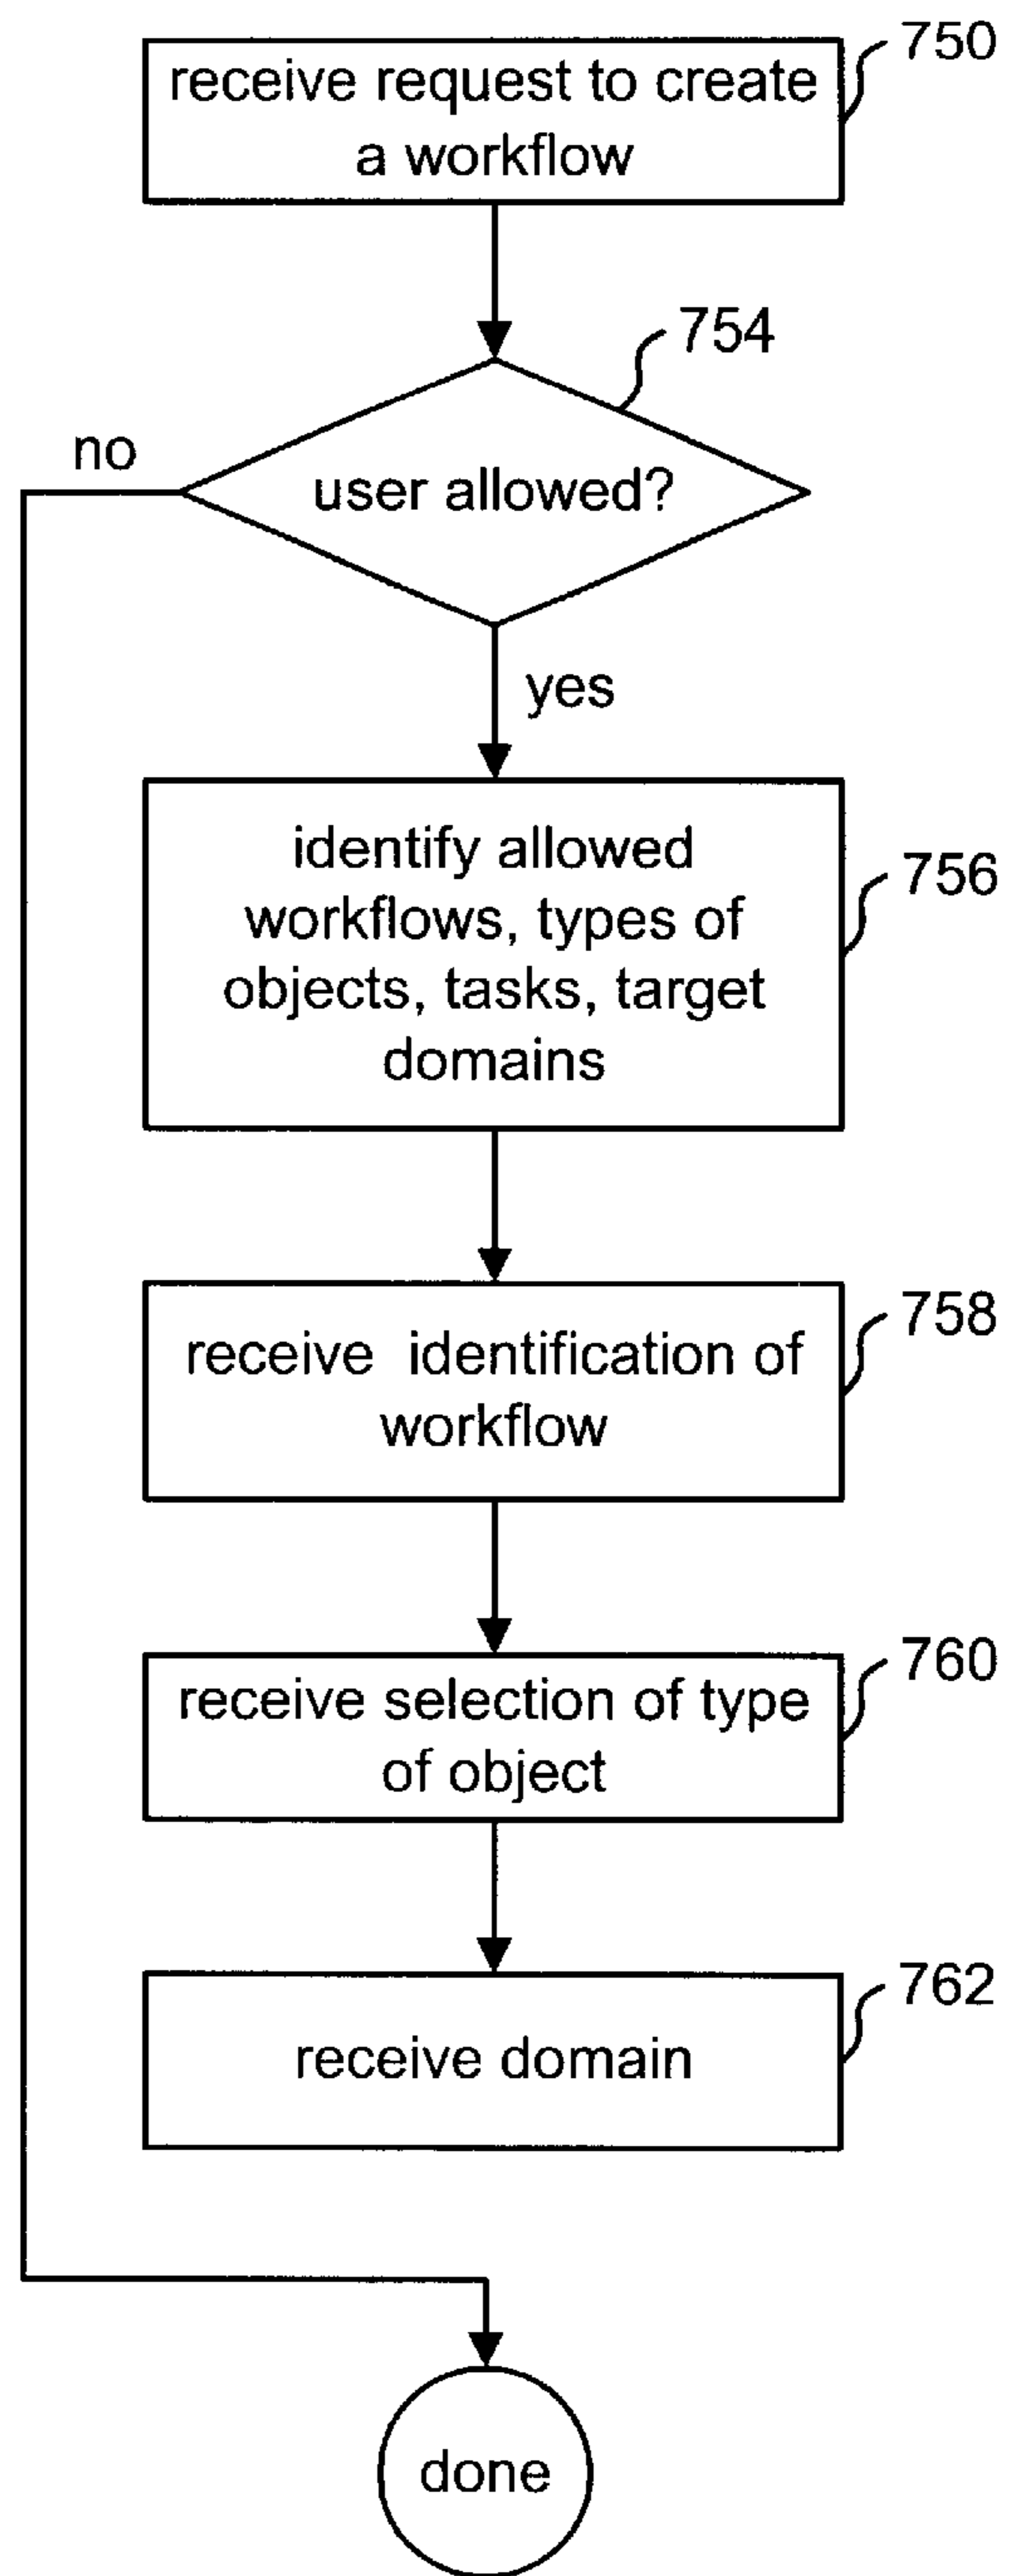 750
receive request to create
a workflow
754
no
user allowed?
yes
identify allowed
workflows, types of
objects, tasks, target
domains
756
758
receive identification of
workflow
760
receive selection of type
of object
762
receive domain
done